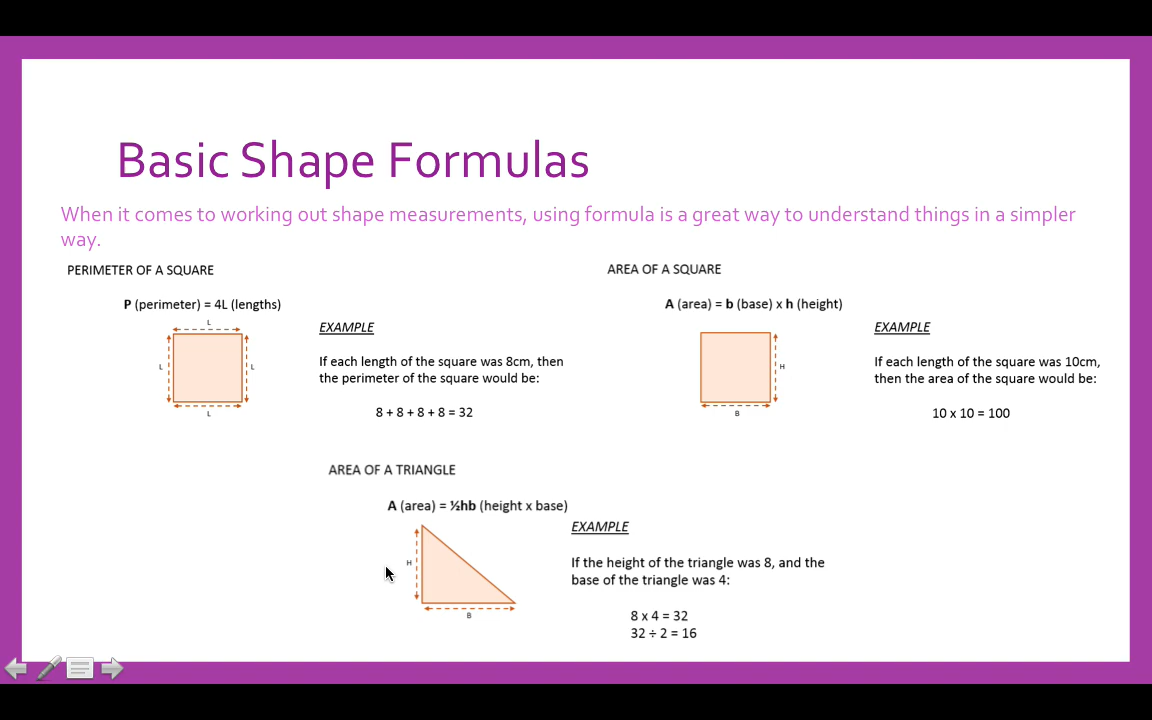 Basic Shape Formulas
When it comes to working out shape measurements, using formula is a great way to understand things in a simpler
way.
PERIMETER OF A SQUARE
P (perimeter) = 4L (lengths)
L
L
L
L
EXAMPLE
If each length of the square was 8cm, then
the perimeter of the square would be:
8 + 8 + 8 + 8 = 32
AREA OF A SQUARE
A (area) = b (base) x h (height)
H
B
EXAMPLE
If each length of the square was 10cm,
then the area of the square would be:
10 x 10 = 100
AREA OF A TRIANGLE
A (area) = ½hb (height x base)
H
B
EXAMPLE
If the height of the triangle was 8, and the
base of the triangle was 4:
8 x 4 = 32
32 ÷ 2 = 16